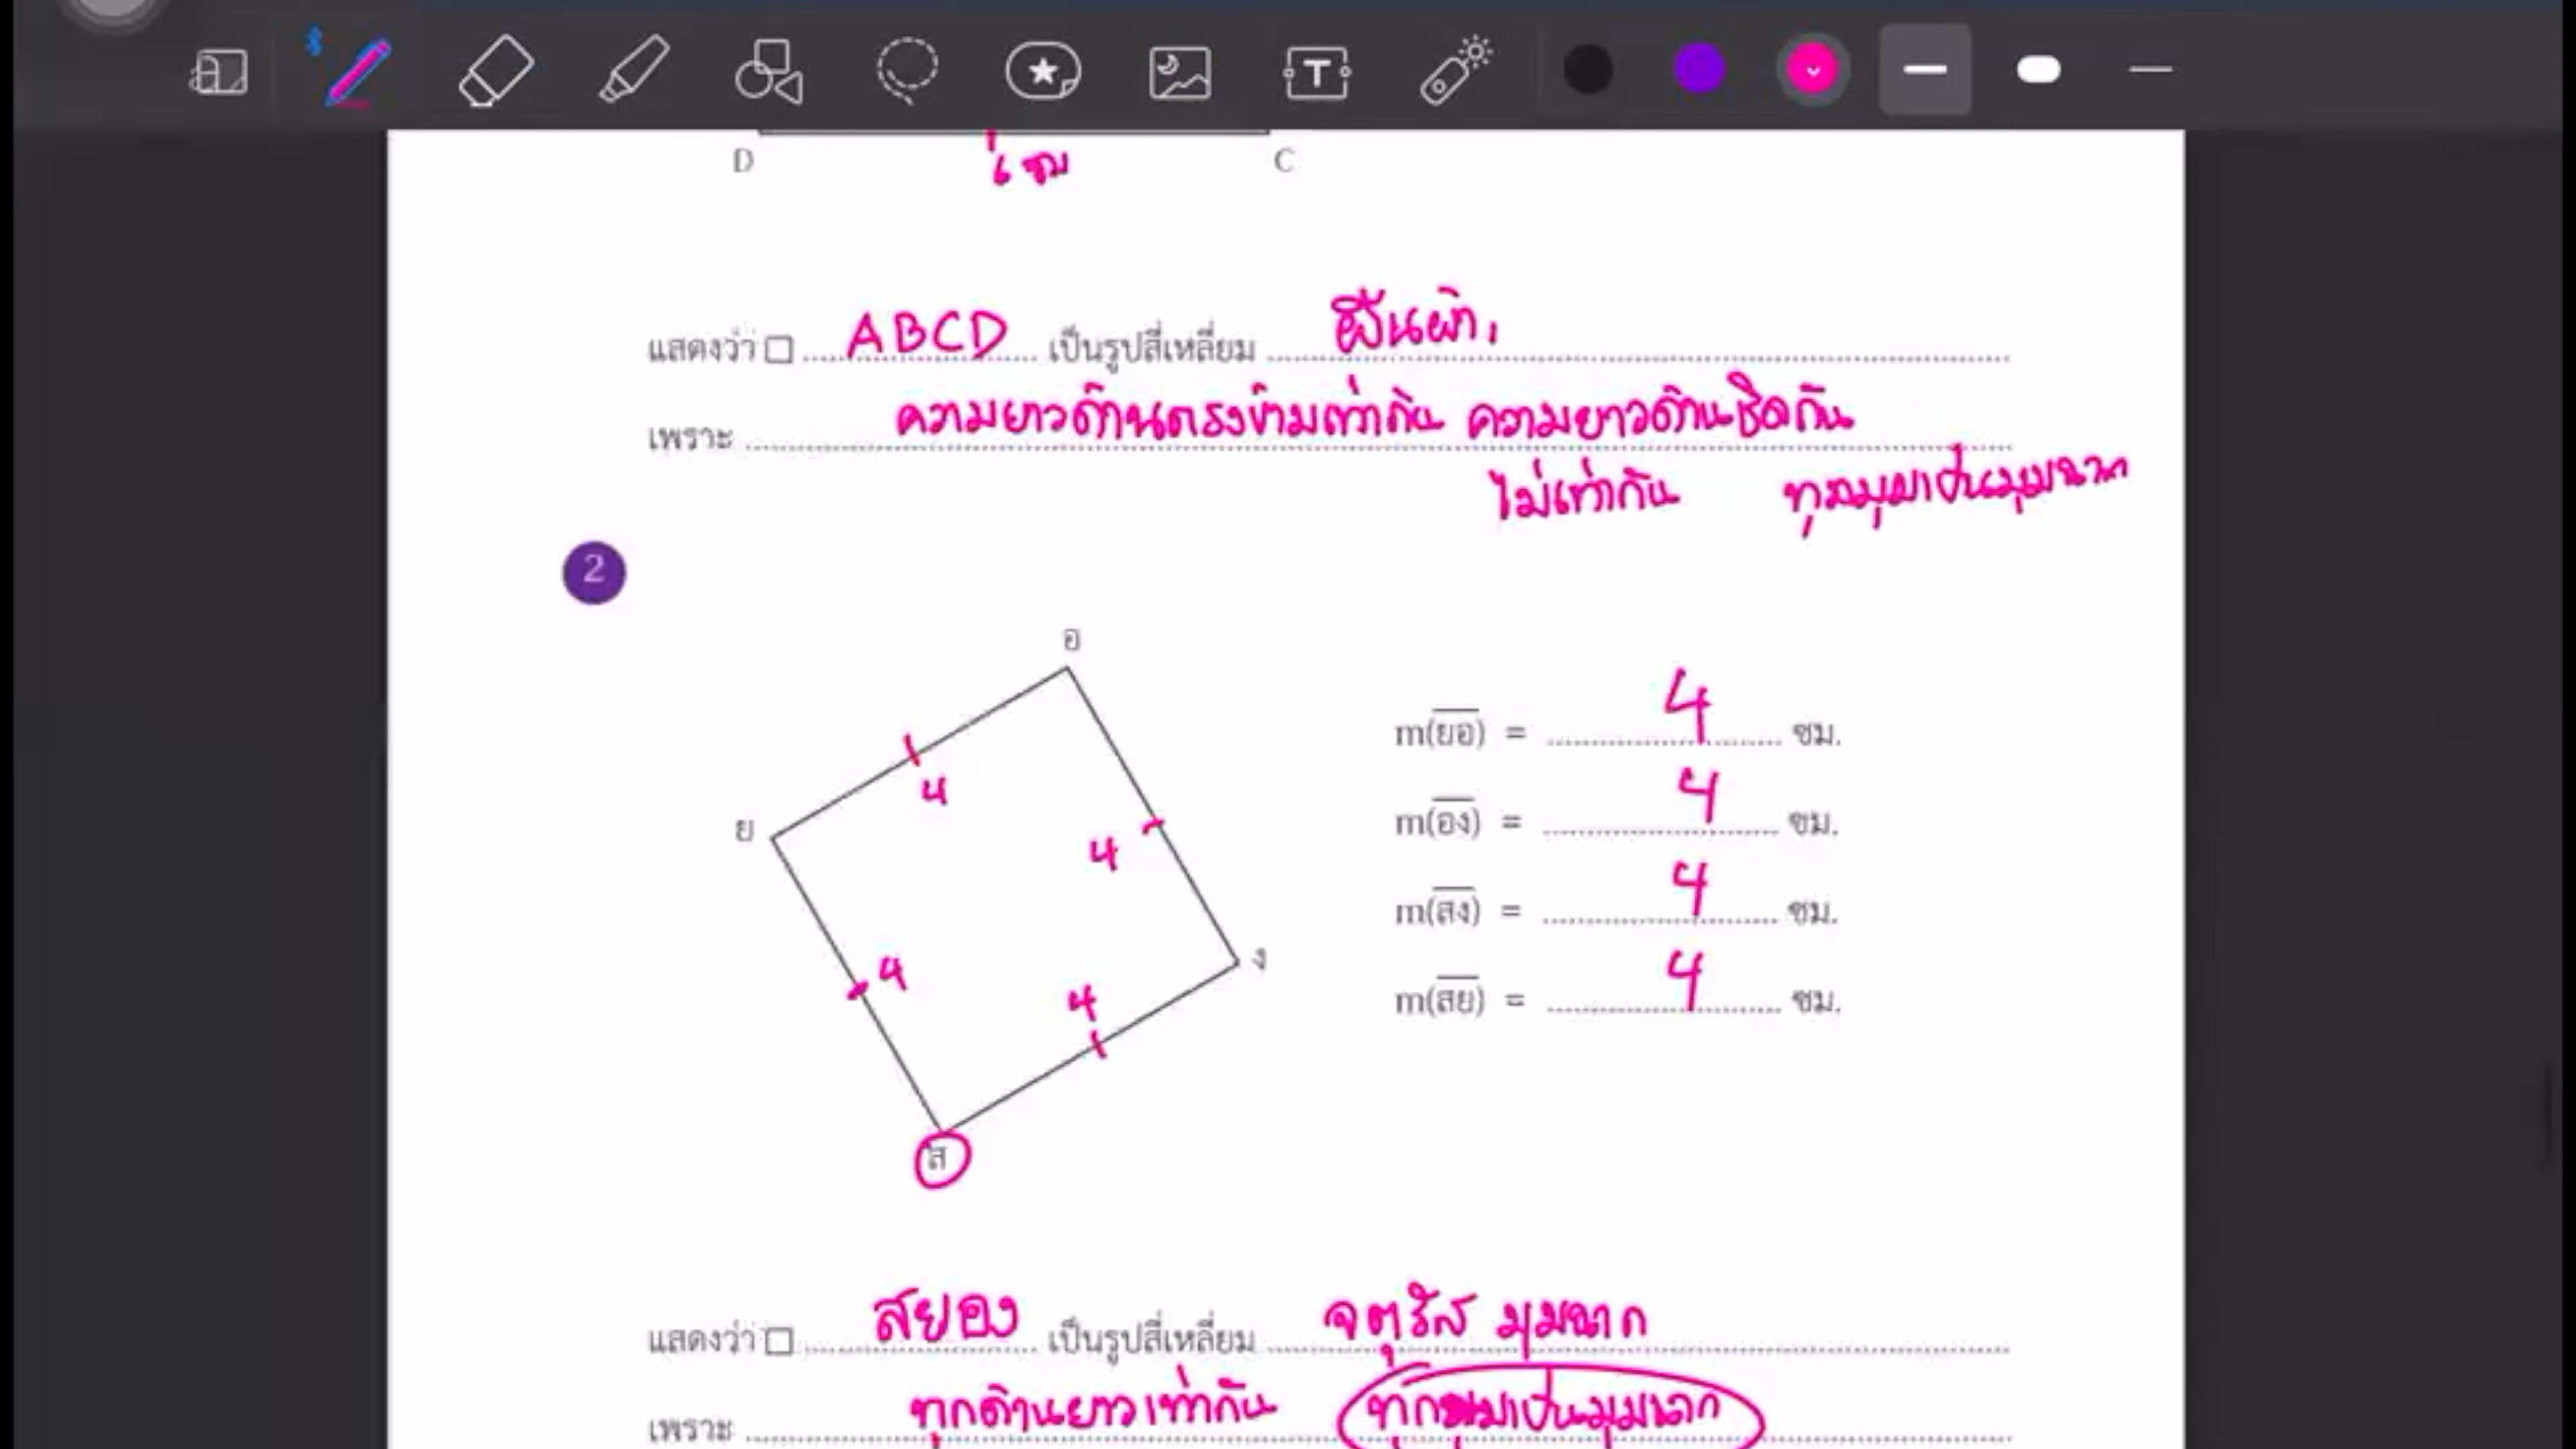 D C
แสดงว่า □ ABCD เป็นรูปสี่เหลี่ยม ผืนผ้า
เพราะ ความยาวด้านตรงข้ามเท่ากัน ความยาวด้านชิดกัน
ไม่เท่ากัน ทุกมุมเป็นมุมฉาก
2
อ
m(ยอ) = 4 ซม.
4
ย
m(อง) = 4 ซม.
4
m(สง) = 4 ซม.
ง
4
4
m(สย) = 4 ซม.
ส
แสดงว่า □ สยอง เป็นรูปสี่เหลี่ยม จตุรัส มุมฉาก
เพราะ ทุกด้านยาวเท่ากัน ทุกมุมเป็นมุมฉาก